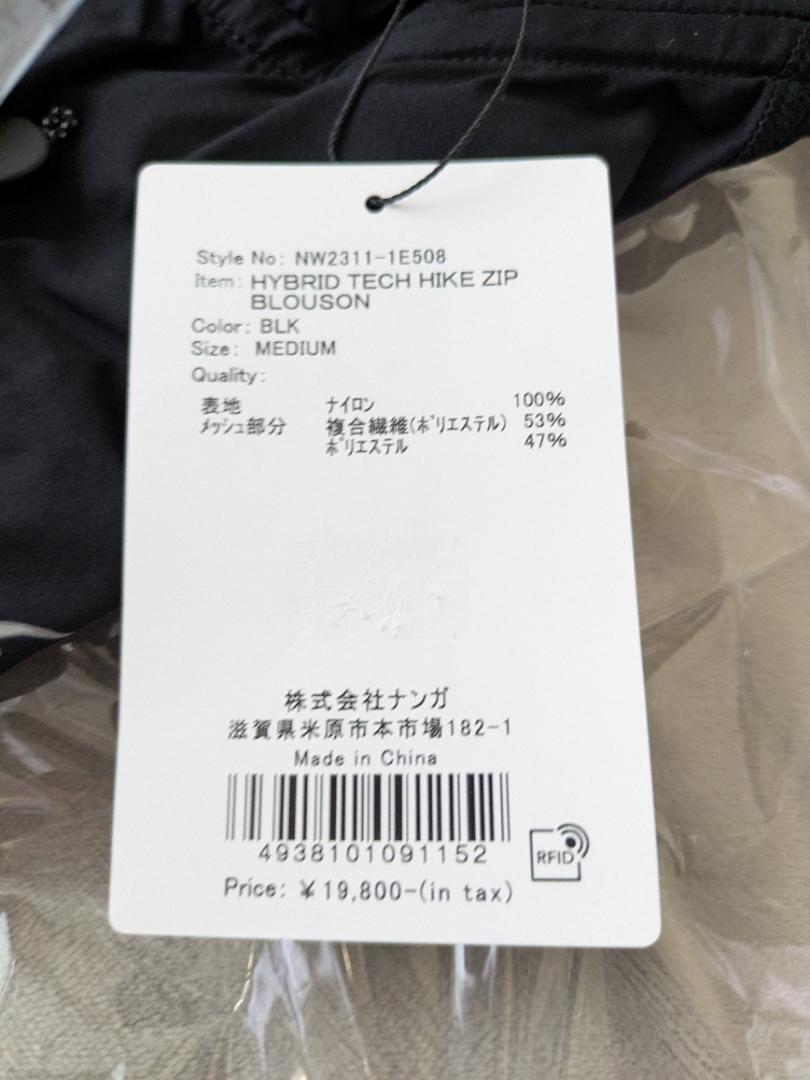 Style No: NW2311-1E508
Item: HYBRID TECH HIKE ZIP
BLOUSON
Color: BLK
Size: MEDIUM
Quality:
表地 ナイロン 100%
メッシュ部分 複合繊維(ポリエステル) 53%
ポリエステル 47%
株式会社ナンガ
滋賀県米原市本市場182-1
Made in China
4938101091152
RFID
Price: ¥19,800-(in tax)